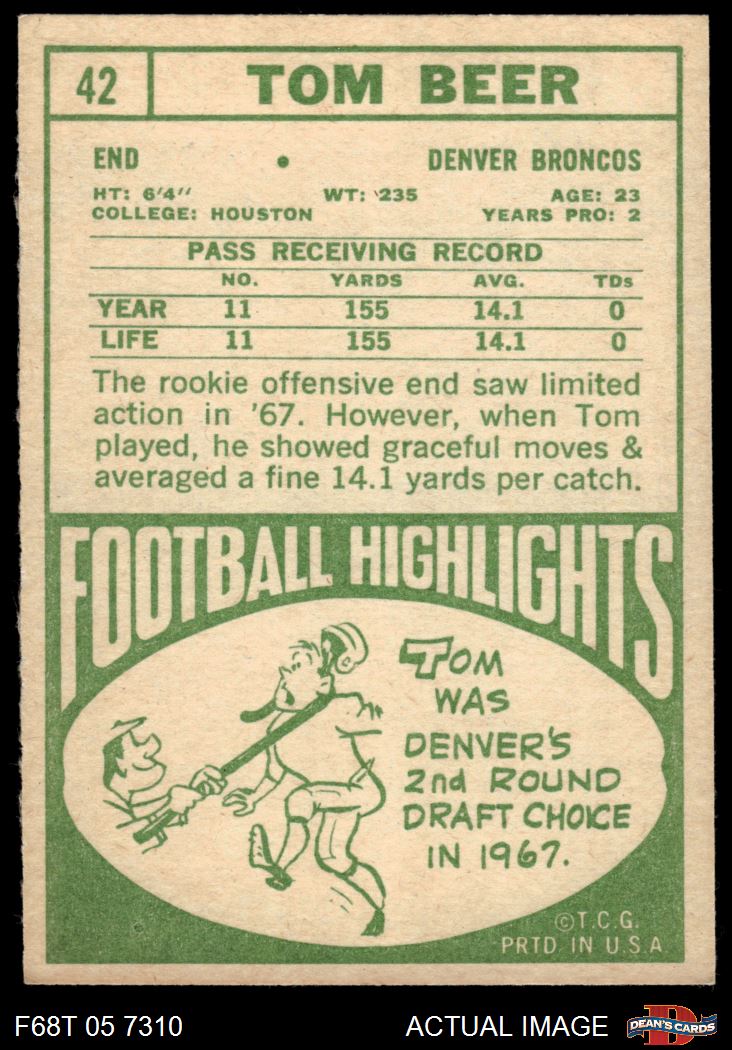 42
TOM BEER
END • DENVER BRONCOS
HT: 6'4" WT: 235 AGE: 23
COLLEGE: HOUSTON YEARS PRO: 2
PASS RECEIVING RECORD
NO. YARDS AVG. TDs
YEAR 11 155 14.1 0
LIFE 11 155 14.1 0
The rookie offensive end saw limited
action in '67. However, when Tom
played, he showed graceful moves &
averaged a fine 14.1 yards per catch.
FOOTBALL HIGHLIGHTS
TOM
WAS
DENVER'S
2nd ROUND
DRAFT CHOICE
IN 1967.
©T.C.G.
PRTD. IN U.S.A
F68T 05 7310 ACTUAL IMAGE
D
DEAN'S CARDS